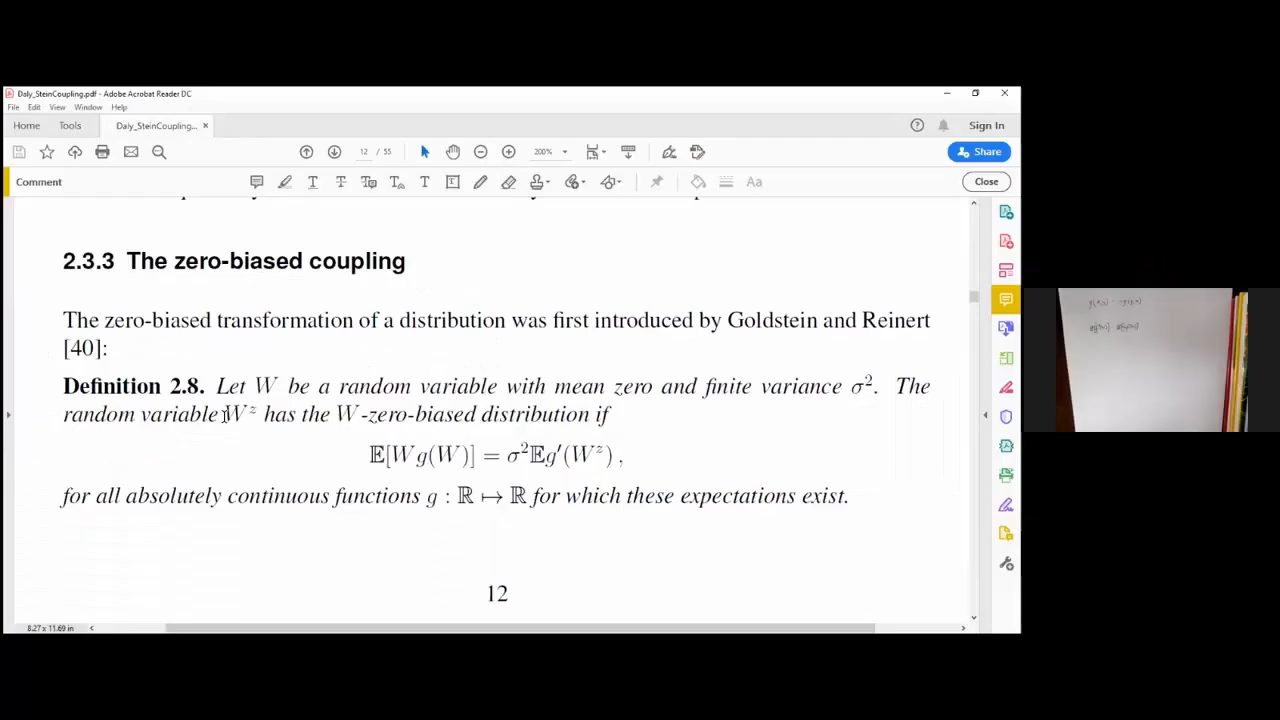 Daly_SteinCoupling.pdf - Adobe Acrobat Reader DC
File Edit View Window Help
Home Tools Daly_SteinCoupling... × Sign In
12 / 55 200% Share
Comment Aa Close
2.3.3 The zero-biased coupling
The zero-biased transformation of a distribution was first introduced by Goldstein and Reinert
[40]:
Definition 2.8. Let W be a random variable with mean zero and finite variance σ². The
random variable Wᶻ has the W-zero-biased distribution if
𝔼[Wg(W)] = σ²𝔼g′(Wᶻ) ,
for all absolutely continuous functions g : ℝ ↦ ℝ for which these expectations exist.
12
8.27 x 11.69 in